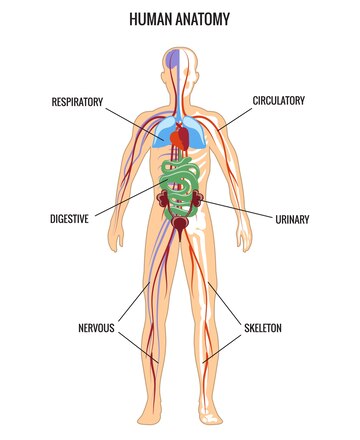 HUMAN ANATOMY
RESPIRATORY
CIRCULATORY
DIGESTIVE
URINARY
NERVOUS
SKELETON